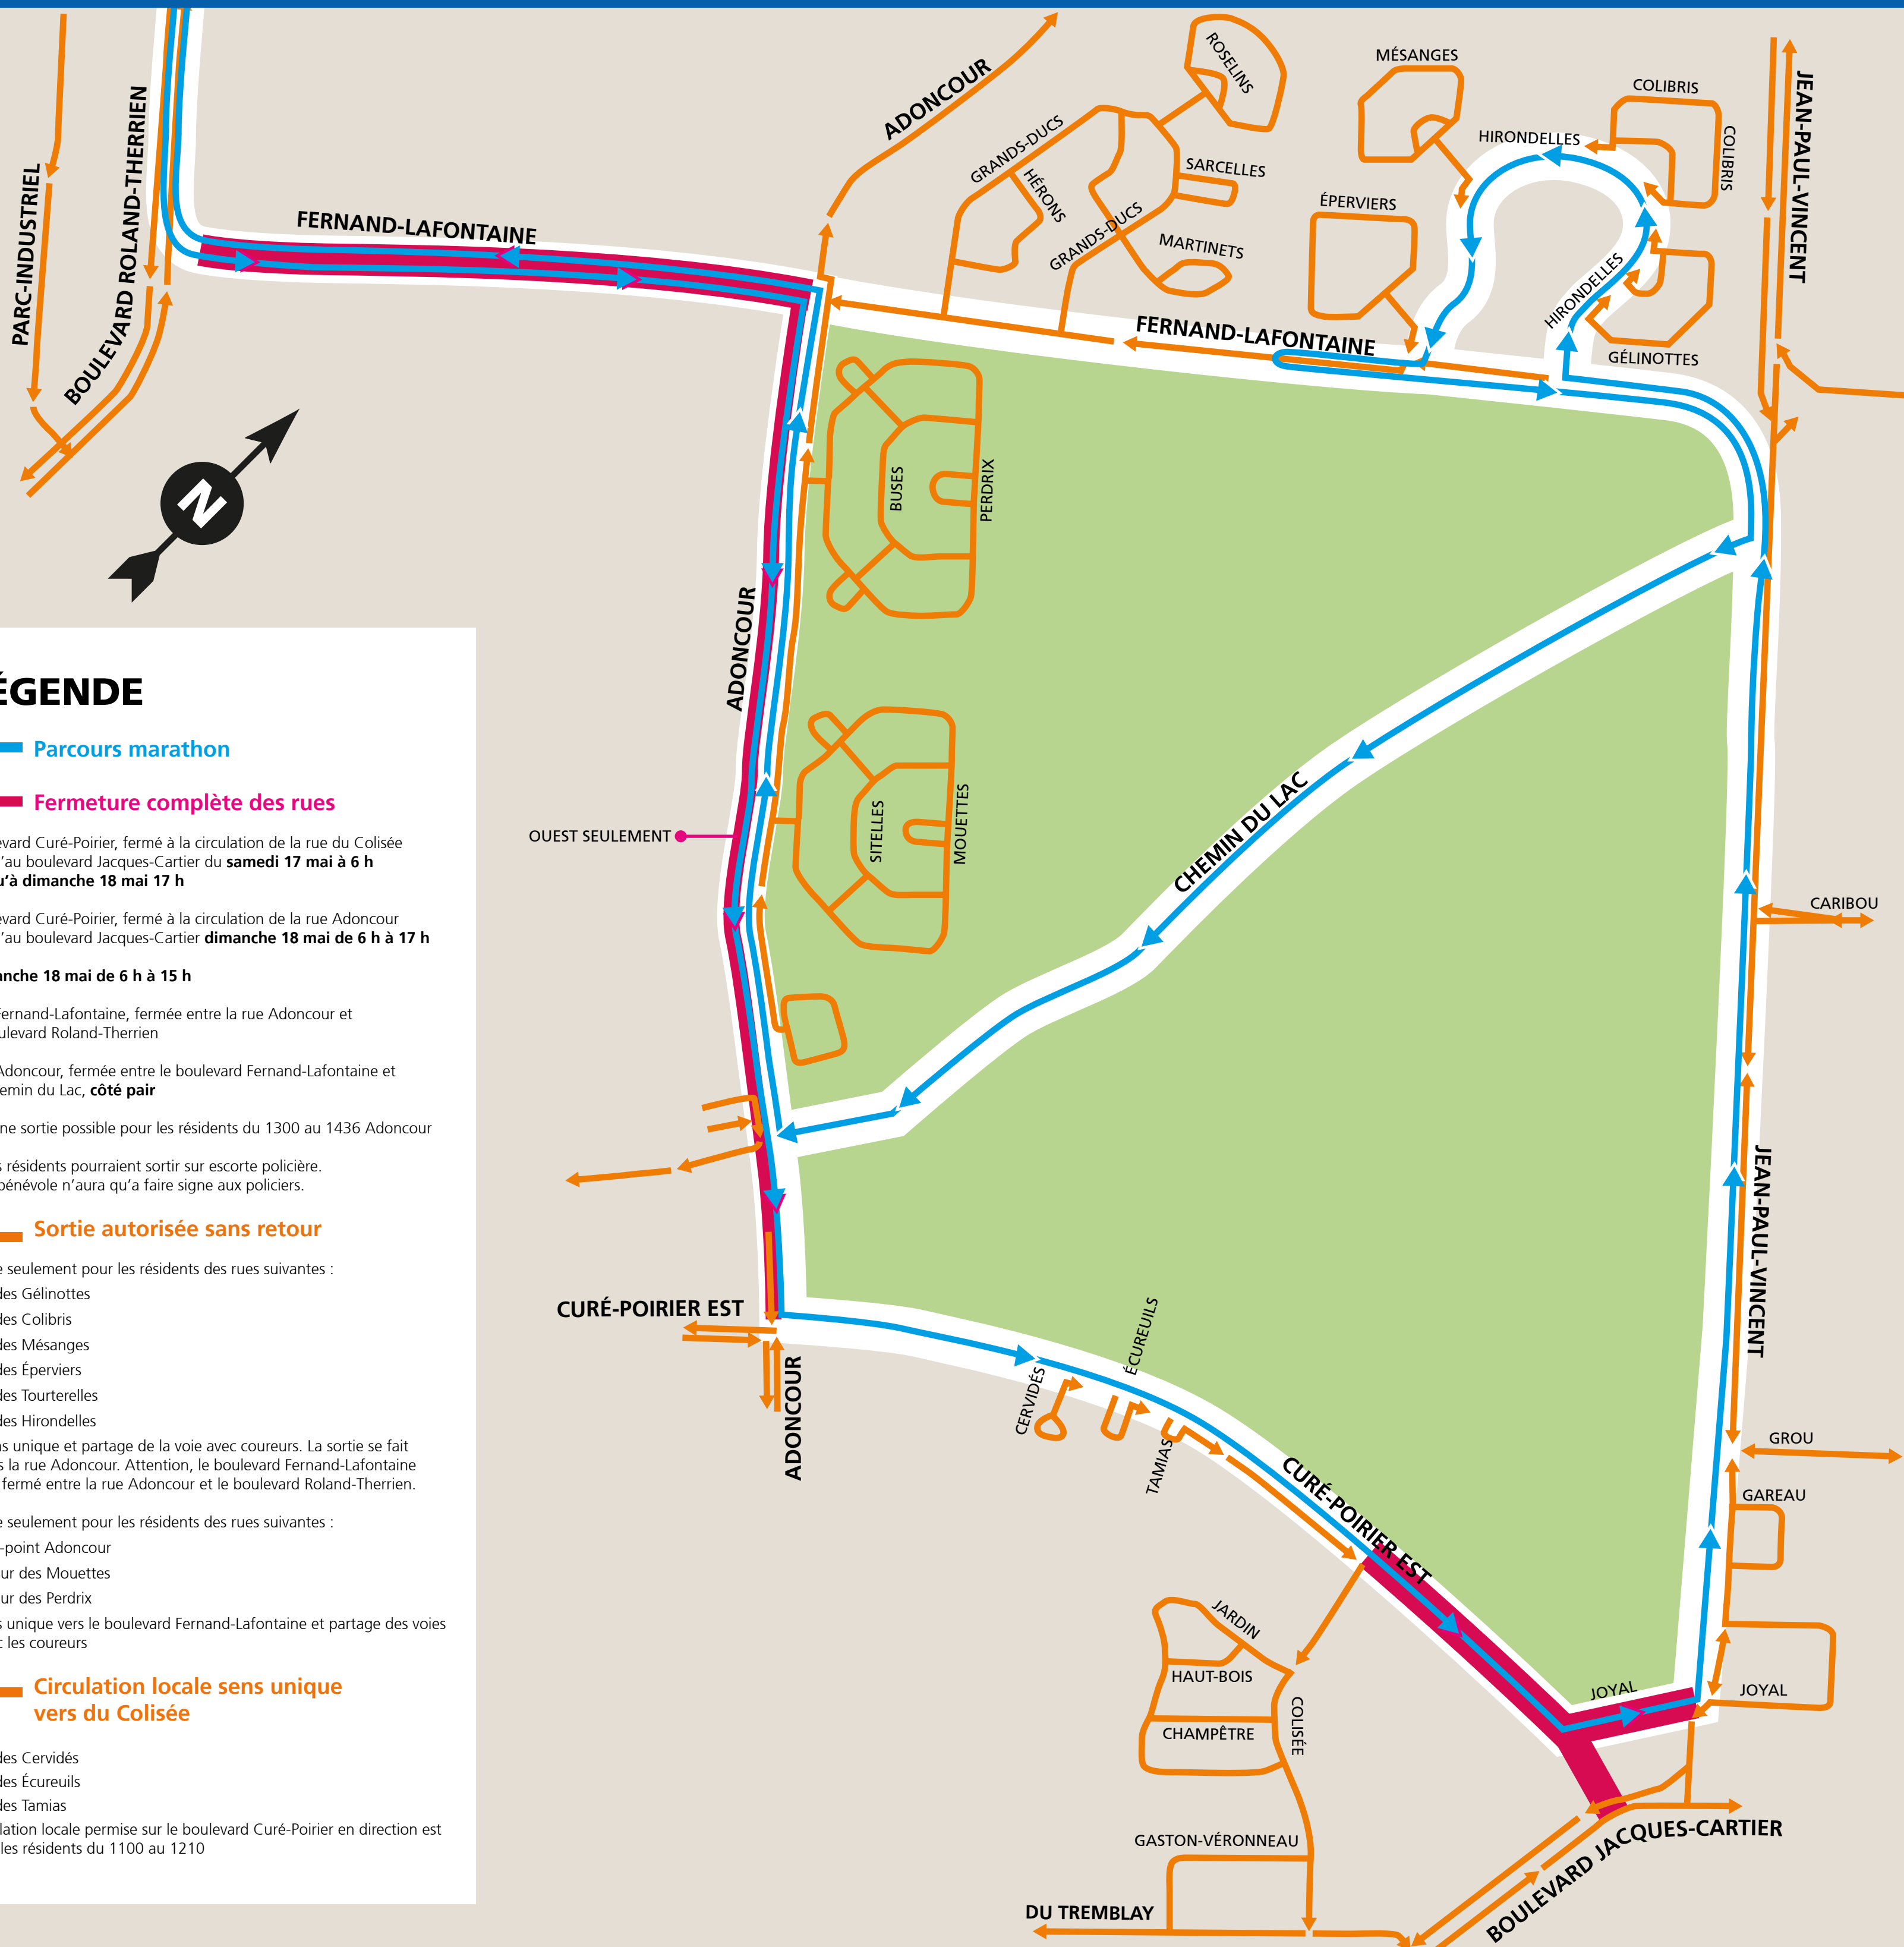 PARC-INDUSTRIEL
BOULEVARD ROLAND-THERRIEN
FERNAND-LAFONTAINE
ADONCOUR
ROSELINS
GRANDS-DUCS
HÉRONS
SARCELLES
GRANDS-DUCS
MARTINETS
MÉSANGES
COLIBRIS
COLIBRIS
HIRONDELLES
ÉPERVIERS
HIRONDELLES
GÉLINOTTES
JEAN-PAUL-VINCENT
FERNAND-LAFONTAINE
N
BUSES
PERDRIX
ADONCOUR
SITELLES
MOUETTES
OUEST SEULEMENT
CHEMIN DU LAC
CARIBOU
JEAN-PAUL-VINCENT
GROU
GAREAU
JOYAL
JOYAL
CURÉ-POIRIER EST
ADONCOUR
CERVIDÉS
ÉCUREUILS
TAMIAS
CURÉ-POIRIER EST
JARDIN
HAUT-BOIS
CHAMPÊTRE
COLISÉE
GASTON-VÉRONNEAU
DU TREMBLAY
BOULEVARD JACQUES-CARTIER
ÉGENDE
Parcours marathon
Fermeture complète des rues
evard Curé-Poirier, fermé à la circulation de la rue du Colisée
'au boulevard Jacques-Cartier du samedi 17 mai à 6 h
u'à dimanche 18 mai 17 h
evard Curé-Poirier, fermé à la circulation de la rue Adoncour
'au boulevard Jacques-Cartier dimanche 18 mai de 6 h à 17 h
anche 18 mai de 6 h à 15 h
Fernand-Lafontaine, fermée entre la rue Adoncour et
ulevard Roland-Therrien
Adoncour, fermée entre le boulevard Fernand-Lafontaine et
emin du Lac, côté pair
ne sortie possible pour les résidents du 1300 au 1436 Adoncour
s résidents pourraient sortir sur escorte policière.
bénévole n'aura qu'a faire signe aux policiers.
Sortie autorisée sans retour
e seulement pour les résidents des rues suivantes :
des Gélinottes
des Colibris
des Mésanges
des Éperviers
des Tourterelles
des Hirondelles
ns unique et partage de la voie avec coureurs. La sortie se fait
s la rue Adoncour. Attention, le boulevard Fernand-Lafontaine
fermé entre la rue Adoncour et le boulevard Roland-Therrien.
e seulement pour les résidents des rues suivantes :
-point Adoncour
ur des Mouettes
ur des Perdrix
s unique vers le boulevard Fernand-Lafontaine et partage des voies
c les coureurs
Circulation locale sens unique
vers du Colisée
des Cervidés
des Écureuils
des Tamias
lation locale permise sur le boulevard Curé-Poirier en direction est
les résidents du 1100 au 1210